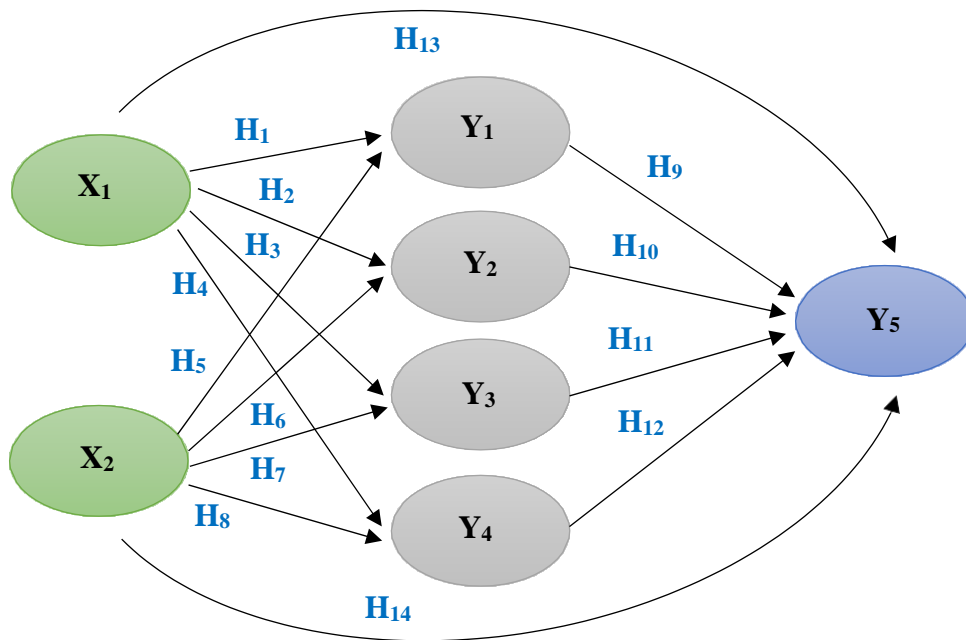 H₁₃
Y₁
H₁
H₉
X₁
H₂
H₃
H₁₀
Y₂
H₄
Y₅
H₁₁
H₅
Y₃
H₆
H₁₂
X₂
H₇
H₈
Y₄
H₁₄